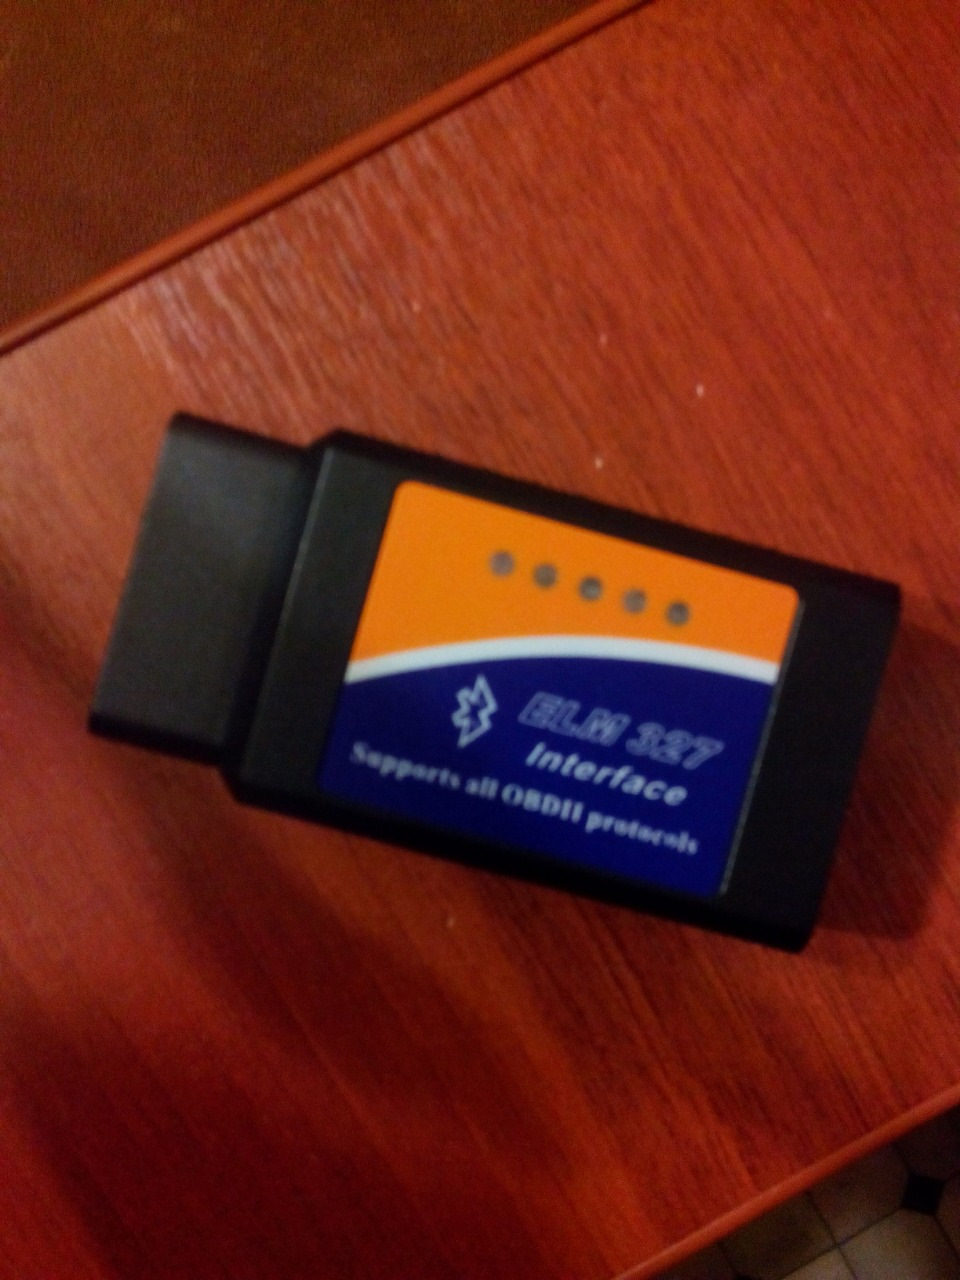 ELM 327
Interface
Supports all OBDII protocols